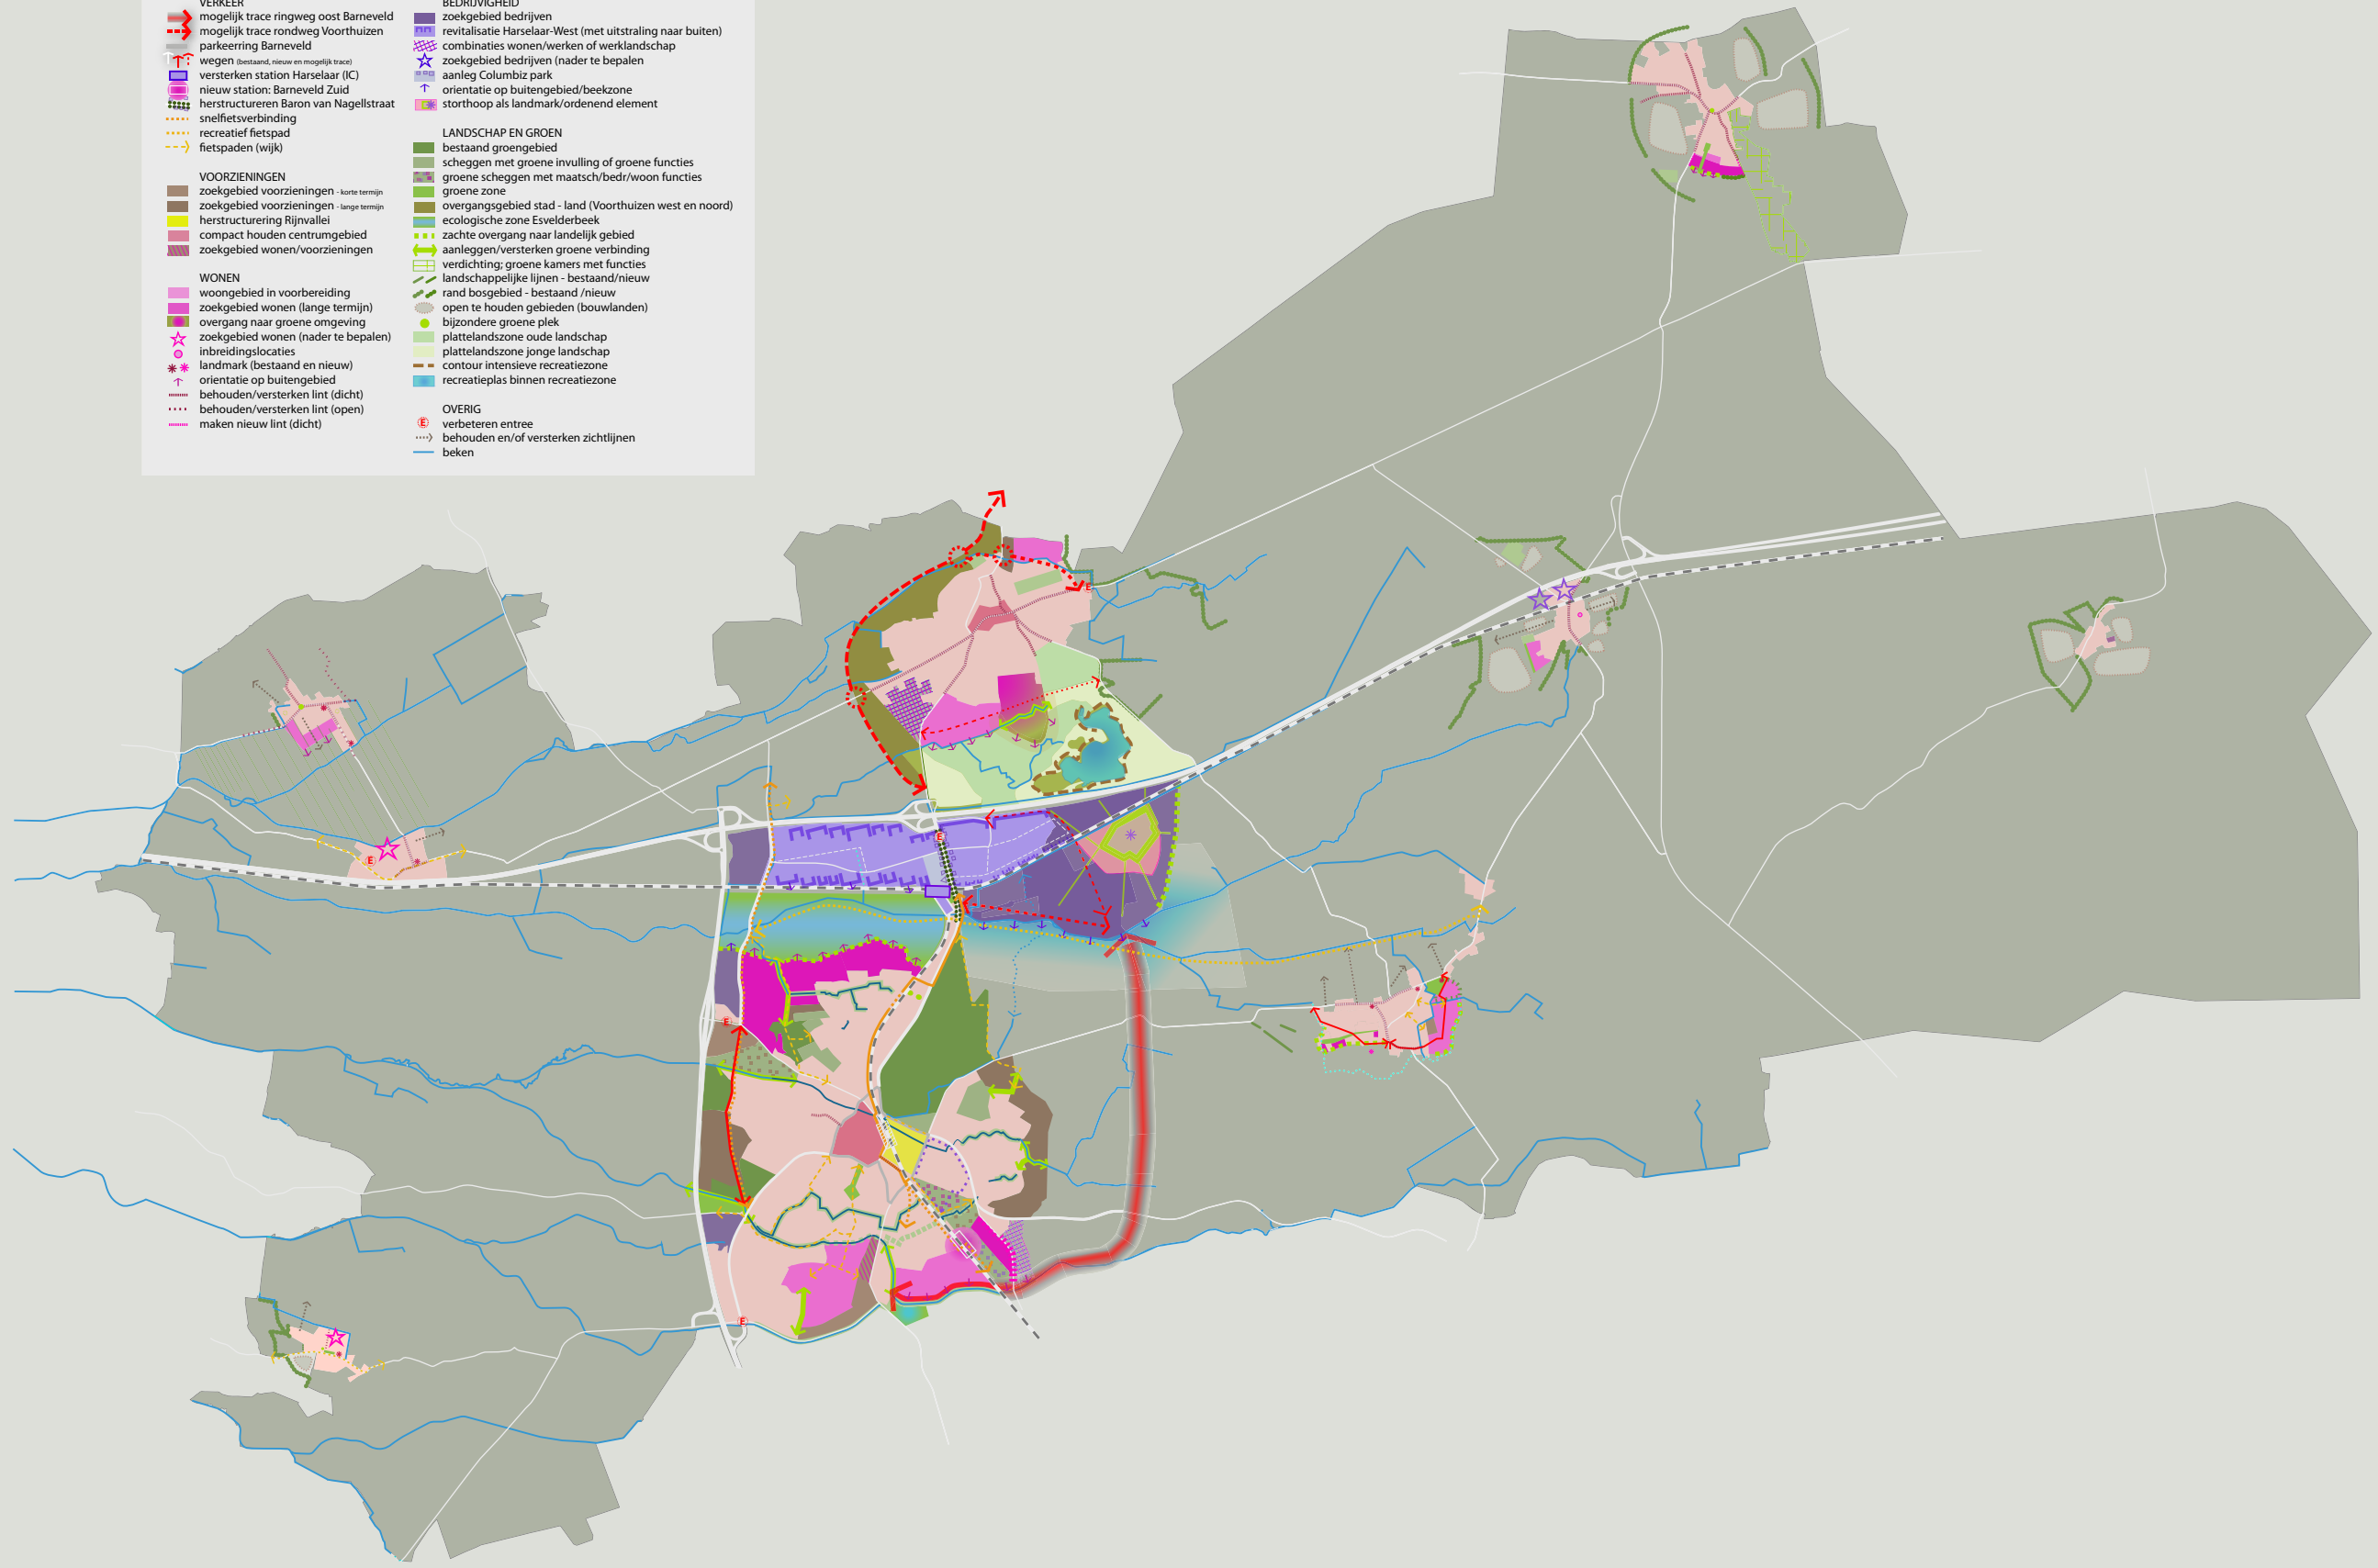 VERKEER
mogelijk trace ringweg oost Barneveld
mogelijk trace rondweg Voorthuizen
parkeerring Barneveld
wegen (bestaand, nieuw en mogelijk trace)
versterken station Harselaar (IC)
nieuw station: Barneveld Zuid
herstructureren Baron van Nagellstraat
snelfietsverbinding
recreatief fietspad
fietspaden (wijk)
VOORZIENINGEN
zoekgebied voorzieningen - korte termijn
zoekgebied voorzieningen - lange termijn
herstructurering Rijnvallei
compact houden centrumgebied
zoekgebied wonen/voorzieningen
WONEN
woongebied in voorbereiding
zoekgebied wonen (lange termijn)
overgang naar groene omgeving
zoekgebied wonen (nader te bepalen)
inbreidingslocaties
landmark (bestaand en nieuw)
orientatie op buitengebied
behouden/versterken lint (dicht)
behouden/versterken lint (open)
maken nieuw lint (dicht)
BEDRIJVIGHEID
zoekgebied bedrijven
revitalisatie Harselaar-West (met uitstraling naar buiten)
combinaties wonen/werken of werklandschap
zoekgebied bedrijven (nader te bepalen
aanleg Columbiz park
orientatie op buitengebied/beekzone
storthoop als landmark/ordenend element
LANDSCHAP EN GROEN
bestaand groengebied
scheggen met groene invulling of groene functies
groene scheggen met maatsch/bedr/woon functies
groene zone
overgangsgebied stad - land (Voorthuizen west en noord)
ecologische zone Esvelderbeek
zachte overgang naar landelijk gebied
aanleggen/versterken groene verbinding
verdichting; groene kamers met functies
landschappelijke lijnen - bestaand/nieuw
rand bosgebied - bestaand /nieuw
open te houden gebieden (bouwlanden)
bijzondere groene plek
plattelandszone oude landschap
plattelandszone jonge landschap
contour intensieve recreatiezone
recreatieplas binnen recreatiezone
OVERIG
E verbeteren entree
behouden en/of versterken zichtlijnen
beken
E
E
E
E
E